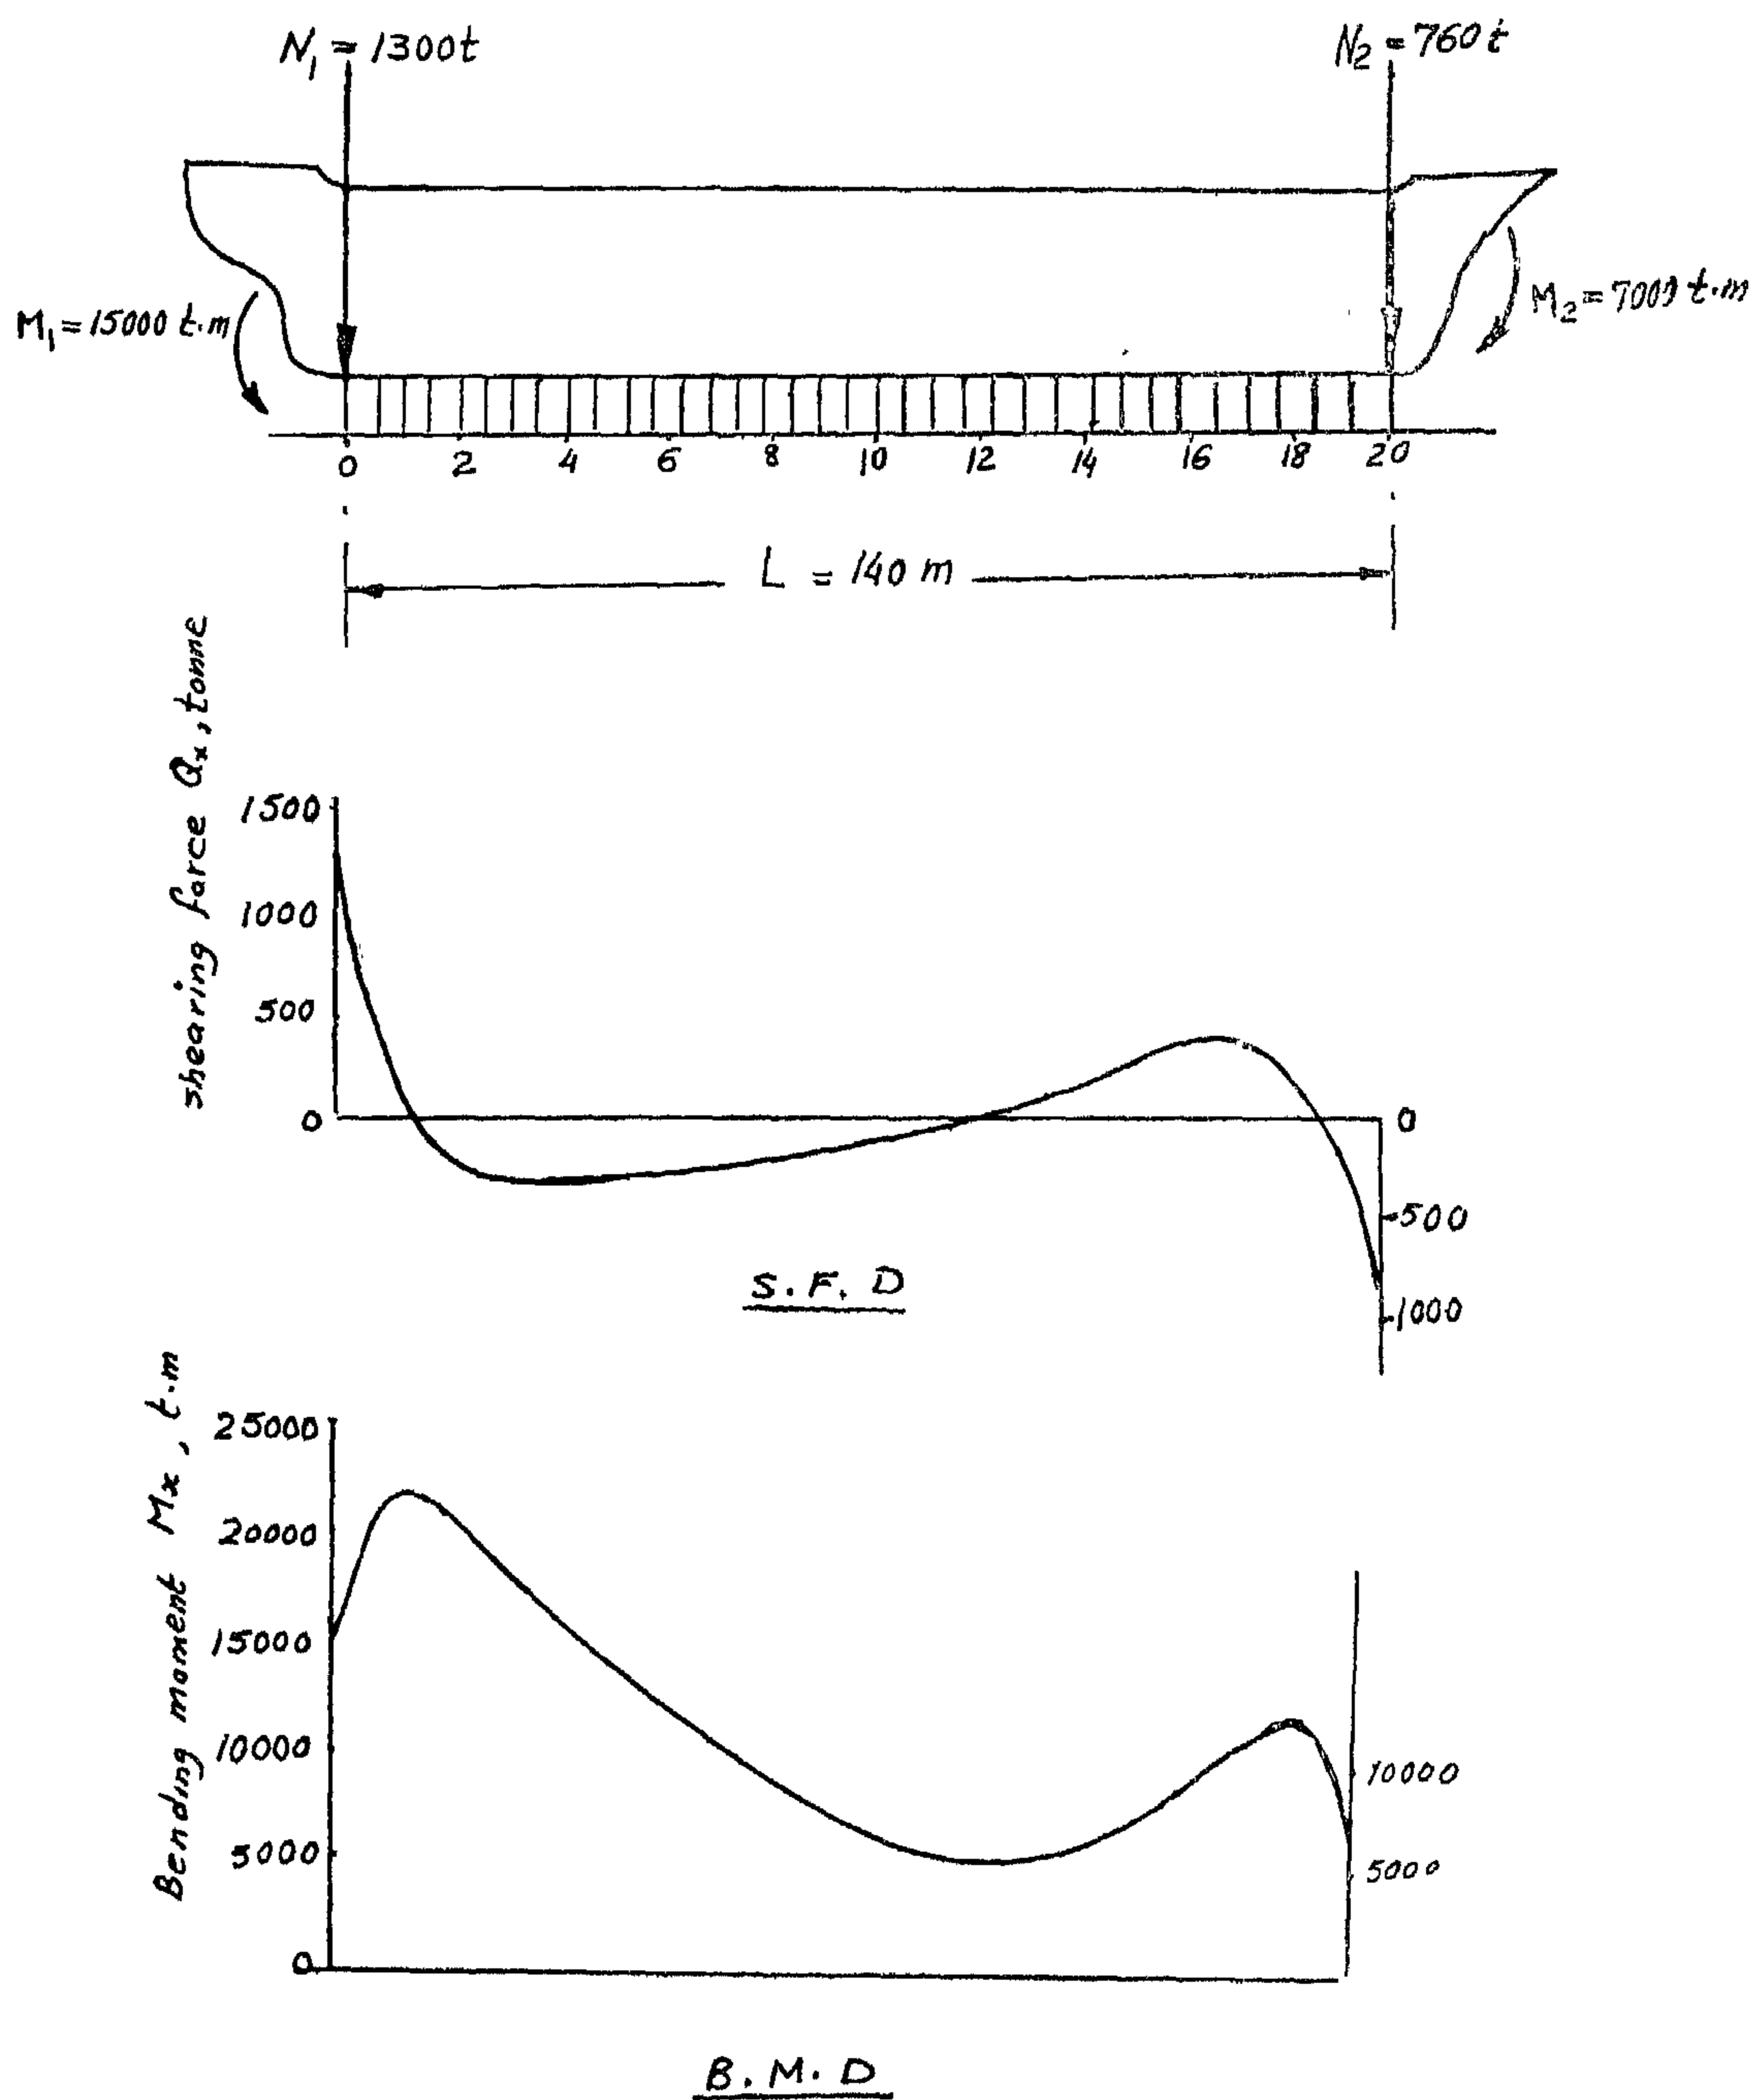 N₁ = 1300t
N₂ = 760 t
M₁ = 15000 t.m
M₂ = 7000 t.m
0 2 4 6 8 10 12 14 16 18 20
L = 140 m
shearing force Qx, tonne
1500
1000
500
0
0
-500
-1000
S.F.D
Bending moment Mx, t.m
25000
20000
15000
10000
5000
0
10000
5000
B.M.D